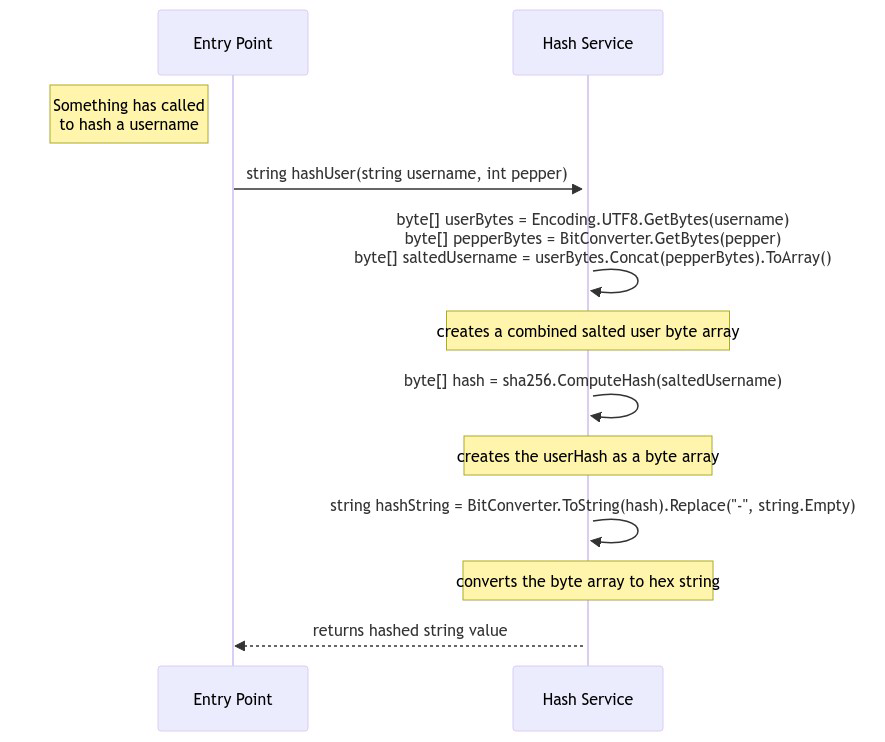 Entry Point
Hash Service
Something has called
to hash a username
string hashUser(string username, int pepper)
byte[] userBytes = Encoding.UTF8.GetBytes(username)
byte[] pepperBytes = BitConverter.GetBytes(pepper)
byte[] saltedUsername = userBytes.Concat(pepperBytes).ToArray()
creates a combined salted user byte array
byte[] hash = sha256.ComputeHash(saltedUsername)
creates the userHash as a byte array
string hashString = BitConverter.ToString(hash).Replace("-", string.Empty)
converts the byte array to hex string
returns hashed string value
Entry Point
Hash Service